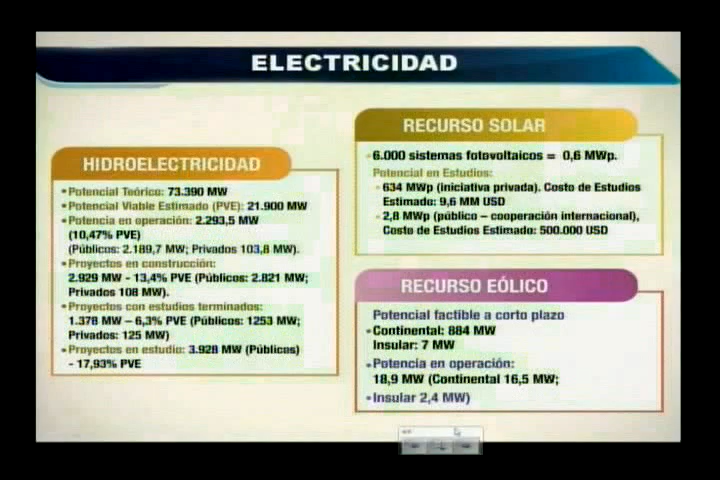 ELECTRICIDAD
HIDROELECTRICIDAD
• Potencial Teórico: 73.390 MW
• Potencial Viable Estimado (PVE): 21.900 MW
• Potencia en operación: 2.293,5 MW
(10,47% PVE)
(Públicos: 2.189,7 MW; Privados 103,8 MW).
• Proyectos en construcción:
2.929 MW - 13,4% PVE (Públicos: 2.821 MW;
Privados 108 MW).
• Proyectos con estudios terminados:
1.378 MW – 6,3% PVE (Públicos: 1253 MW;
Privados: 125 MW)
• Proyectos en estudio: 3.928 MW (Públicos)
- 17,93% PVE
RECURSO SOLAR
• 6.000 sistemas fotovoltaicos = 0,6 MWp.
Potencial en Estudios:
• 634 MWp (iniciativa privada). Costo de Estudios
Estimado: 9,6 MM USD
• 2,8 MWp (público – cooperación internacional),
Costo de Estudios Estimado: 500.000 USD
RECURSO EÓLICO
Potencial factible a corto plazo
• Continental: 884 MW
Insular: 7 MW
• Potencia en operación:
18,9 MW (Continental 16,5 MW;
• Insular 2,4 MW)